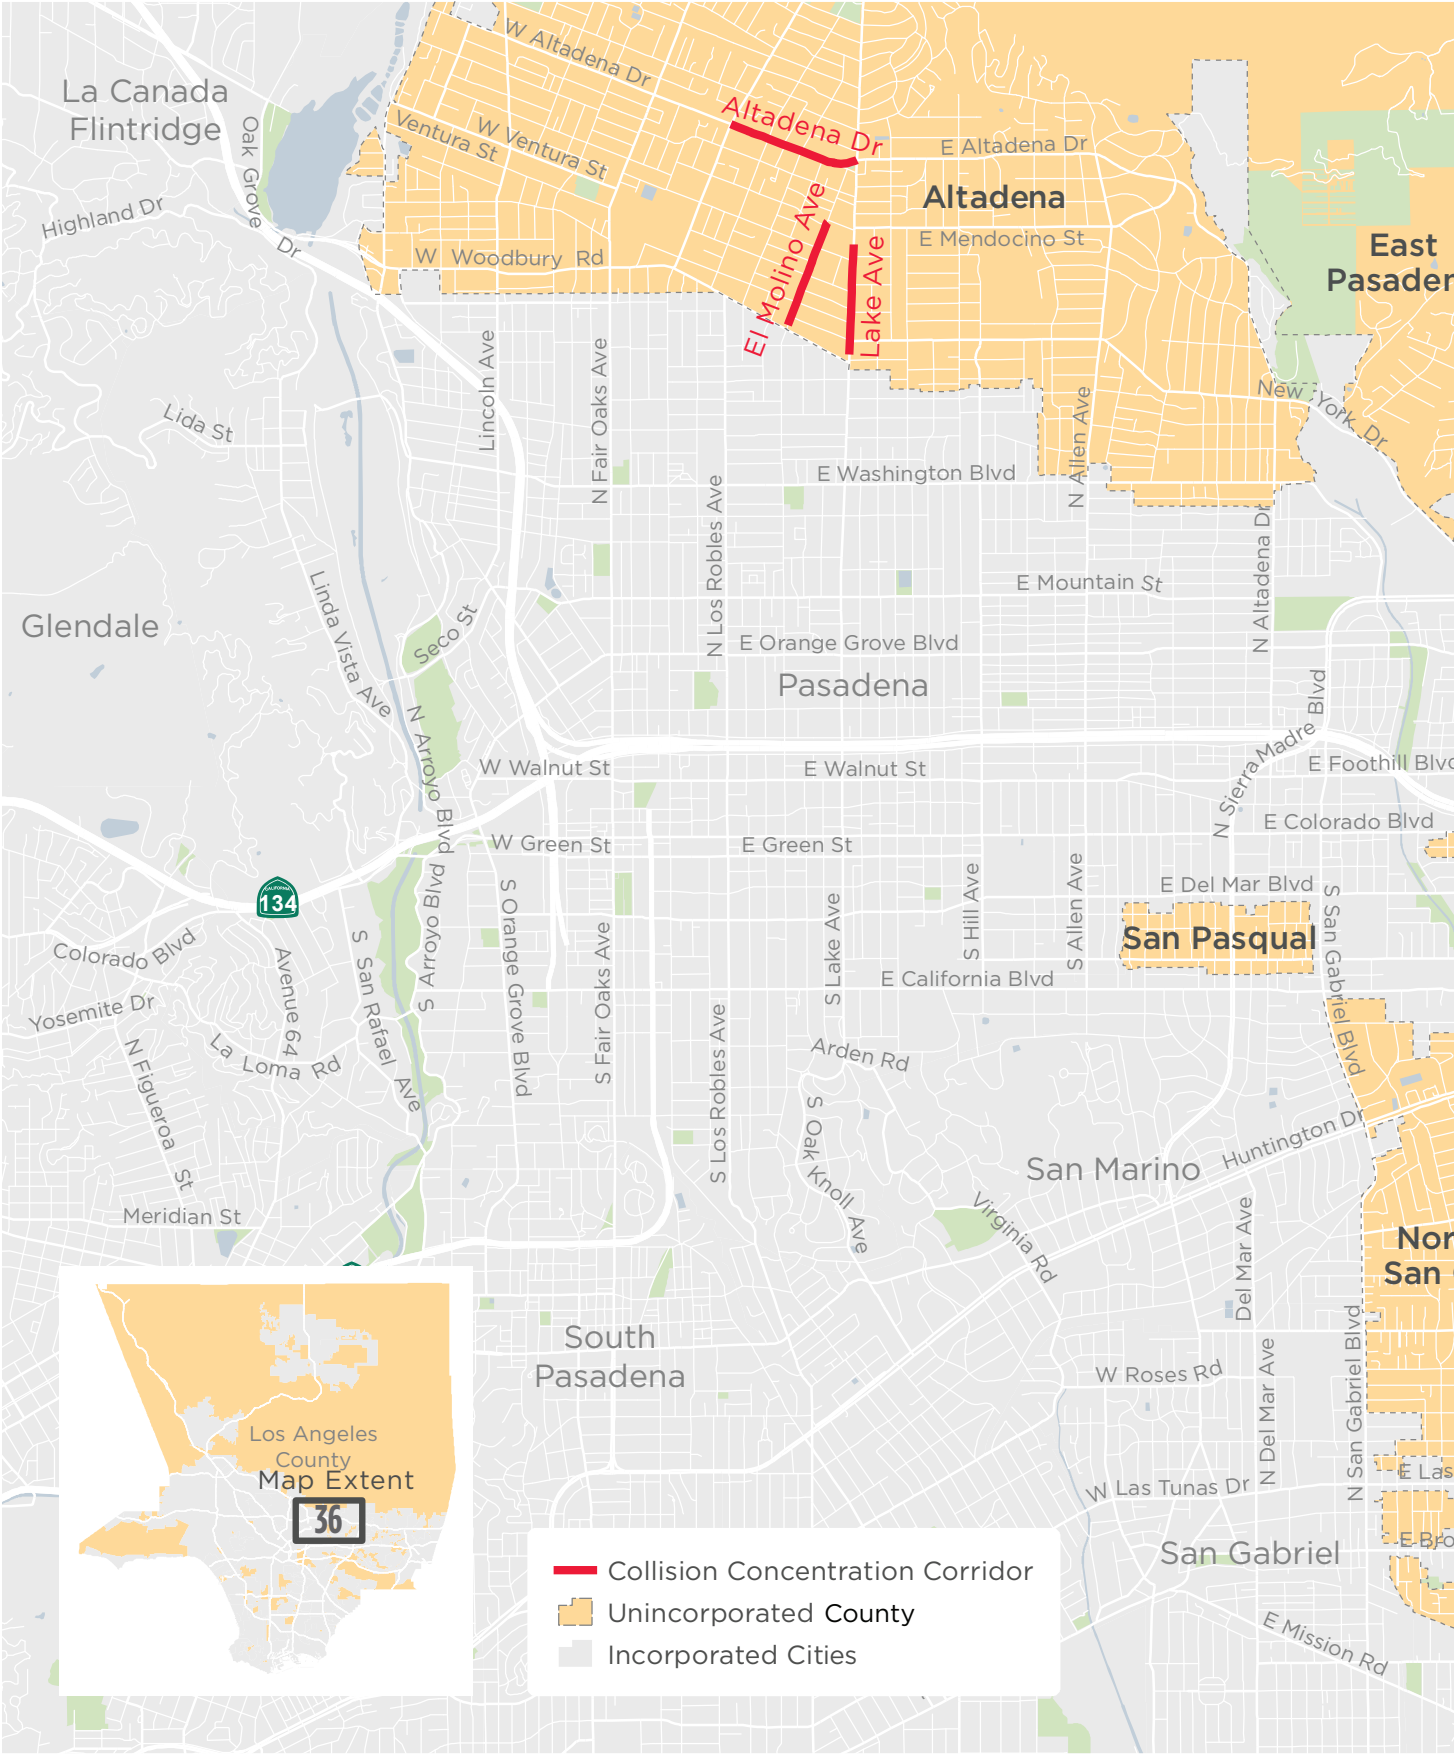 W Altadena Dr
La Canada
Flintridge
Oak Grove Dr
Ventura St
W Ventura St
Altadena Dr
E Altadena Dr
Altadena
Highland Dr
El Molino Ave
Lake Ave
E Mendocino St
East
Pasaden
W Woodbury Rd
Lincoln Ave
N Fair Oaks Ave
Lida St
N Allen Ave
New York Dr
E Washington Blvd
N Los Robles Ave
N Altadena Dr
E Mountain St
Linda Vista Ave
Seco St
Glendale
E Orange Grove Blvd
Pasadena
N Arroyo Blvd
W Walnut St
E Walnut St
N Sierra Madre Blvd
E Foothill Blvd
E Colorado Blvd
W Green St
E Green St
CALIFORNIA
134
E Del Mar Blvd
San Pasqual
S San Gabriel Blvd
S Hill Ave
S Allen Ave
S Lake Ave
S Arroyo Blvd
S Orange Grove Blvd
S Fair Oaks Ave
Colorado Blvd
Avenue 64
S San Rafael Ave
E California Blvd
Yosemite Dr
La Loma Rd
N Figueroa St
S Los Robles Ave
Arden Rd
S Oak Knoll Ave
Huntington Dr
San Marino
Virginia Rd
Meridian St
Del Mar Ave
Nor
San
South
Pasadena
W Roses Rd
N Del Mar Ave
N San Gabriel Blvd
E Las
W Las Tunas Dr
E Bro
San Gabriel
E Mission Rd
Los Angeles
County
Map Extent
36
Collision Concentration Corridor
Unincorporated County
Incorporated Cities